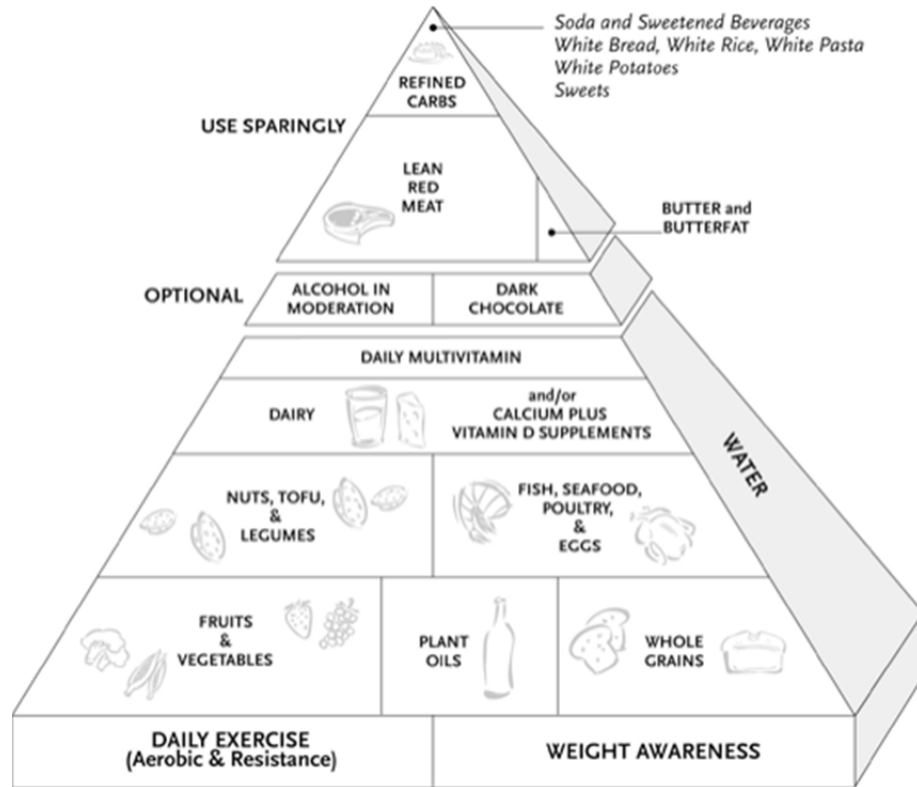 Soda and Sweetened Beverages
White Bread, White Rice, White Pasta
White Potatoes
Sweets
REFINED
CARBS
USE SPARINGLY
LEAN
RED
MEAT
BUTTER and
BUTTERFAT
OPTIONAL
ALCOHOL IN
MODERATION
DARK
CHOCOLATE
DAILY MULTIVITAMIN
DAIRY
and/or
CALCIUM PLUS
VITAMIN D SUPPLEMENTS
WATER
NUTS, TOFU,
&
LEGUMES
FISH, SEAFOOD,
POULTRY,
&
EGGS
FRUITS
&
VEGETABLES
PLANT
OILS
WHOLE
GRAINS
DAILY EXERCISE
(Aerobic & Resistance)
WEIGHT AWARENESS